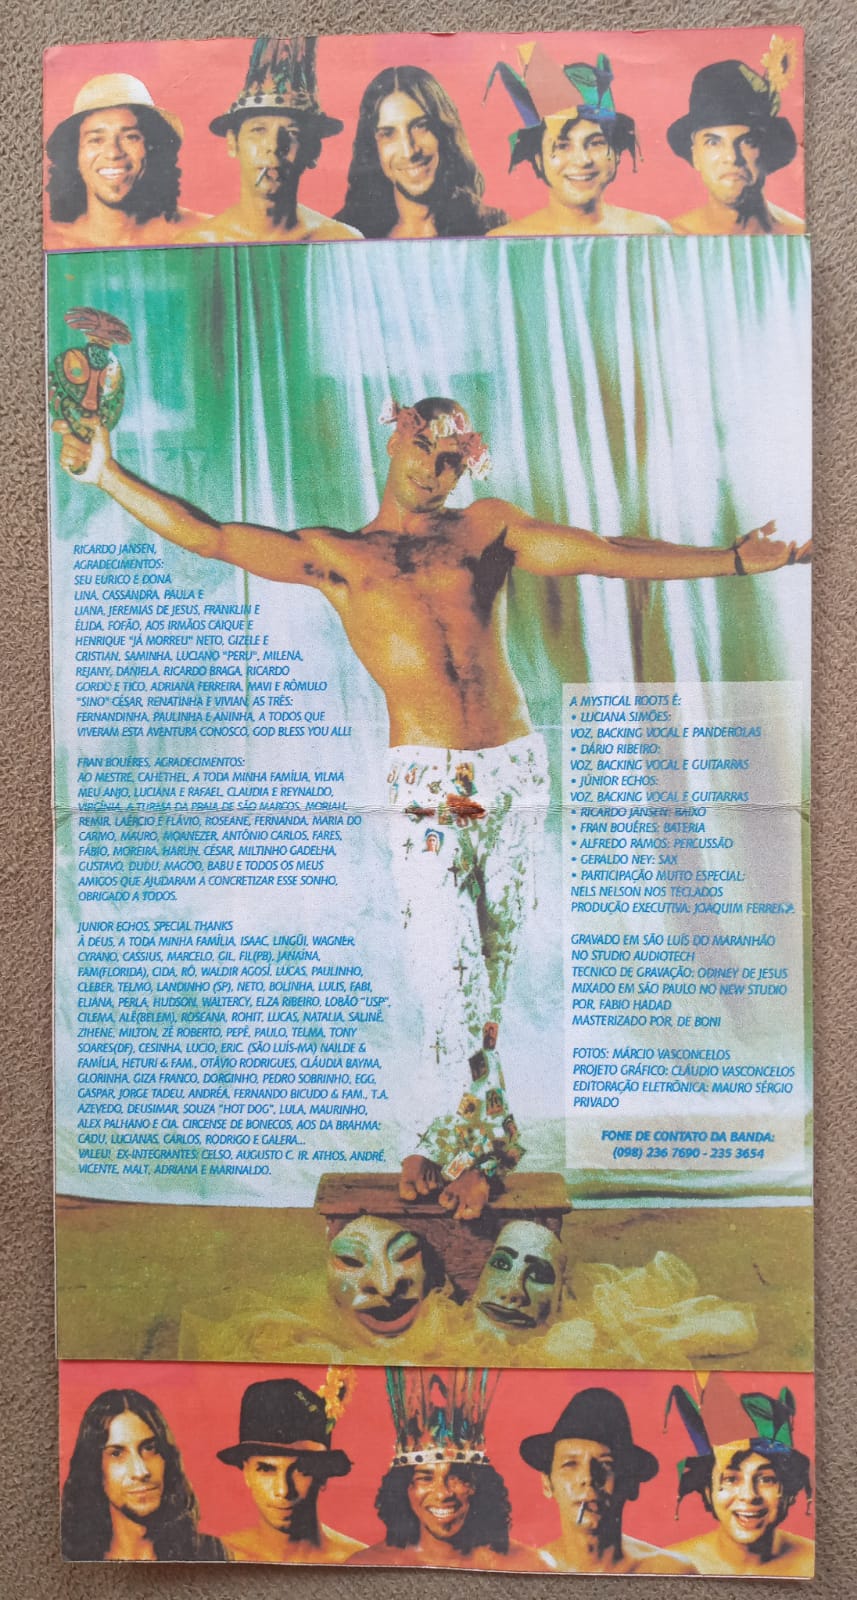 RICARDO JANSEN,
AGRADECIMENTOS:
SEU EURICO E DONA
LINA, CASSANDRA, PAULA E
LIANA, JEREMIAS DE JESUS, FRANKLIN E
ÉLIDA, FOFÃO, AOS IRMÃOS CAIQUE E
HENRIQUE "JÁ MORREU" NETO, GIZELE E
CRISTIAN, SAMINHA, LUCIANO "PERU", MILENA,
REJANY, DANIELA, RICARDO BRAGA, RICARDO
GORDO E TICO, ADRIANA FERREIRA, MAVI E RÔMULO
"SINO" CÉSAR, RENATINHA E VIVIAN, AS TRÊS:
FERNANDINHA, PAULINHA E ANINHA, A TODOS QUE
VIVERAM ESTA AVENTURA CONOSCO, GOD BLESS YOU ALL!
FRAN BOUÉRES, AGRADECIMENTOS:
AO MESTRE, CAHETHEL, A TODA MINHA FAMÍLIA, VILMA
MEU ANJO, LUCIANA E RAFAEL, CLAUDIA E REYNALDO,
VIRGÍNIA, A TURMA DA PRAIA DE SÃO MARCOS, MORIAH,
REMIR, LAÉRCIO E FLÁVIO, ROSEANE, FERNANDA, MARIA DO
CARMO, MAURO, MOANEZER, ANTÔNIO CARLOS, FARES,
FÁBIO, MOREIRA, HARUN, CÉSAR, MILTINHO GADELHA,
GUSTAVO, DUDU, MAGOO, BABU E TODOS OS MEUS
AMIGOS QUE AJUDARAM A CONCRETIZAR ESSE SONHO,
OBRIGADO A TODOS.
JUNIOR ECHOS, SPECIAL THANKS
À DEUS, A TODA MINHA FAMÍLIA, ISAAC, LINGÜI, WAGNER,
CYRANO, CASSIUS, MARCELO, GIL, FIL(PB), JANAÍNA,
FAM(FLORIDA), CIDA, RÔ, WALDIR AGOSÍ, LUCAS, PAULINHO,
CLEBER, TELMO, LANDINHO (SP), NETO, BOLINHA, LULIS, FABI,
ELIANA, PERLA, HUDSON, WALTERCY, ELZA RIBEIRO, LOBÃO "USP",
CILEMA, ALÊ(BELEM), ROSEANA, ROHIT, LUCAS, NATALIA, SALINÊ,
ZIHENE, MILTON, ZÉ ROBERTO, PEPÊ, PAULO, TELMA, TONY
SOARES(DF), CESINHA, LUCIO, ERIC. (SÃO LUÍS-MA) NAILDE &
FAMÍLIA, HETURI & FAM., OTÁVIO RODRIGUES, CLÁUDIA BAYMA,
GLORINHA, GIZA FRANCO, DORGINHO, PEDRO SOBRINHO, EGG,
GASPAR, JORGE TADEU, ANDRÉA, FERNANDO BICUDO & FAM., T.A.
AZEVEDO, DEUSIMAR, SOUZA "HOT DOG", LULA, MAURINHO,
ALEX PALHANO E CIA. CIRCENSE DE BONECOS, AOS DA BRAHMA:
CADU, LUCIANAS, CARLOS, RODRIGO E GALERA...
VALEU! EX-INTEGRANTES: CELSO, AUGUSTO C. IR. ATHOS, ANDRÉ,
VICENTE, MALT, ADRIANA E MARINALDO.
A MYSTICAL ROOTS É:
• LUCIANA SIMÕES:
VOZ, BACKING VOCAL E PANDEROLAS
• DÁRIO RIBEIRO:
VOZ, BACKING VOCAL E GUITARRAS
• JÚNIOR ECHOS:
VOZ, BACKING VOCAL E GUITARRAS
• RICARDO JANSEN: BAIXO
• FRAN BOUÉRES: BATERIA
• ALFREDO RAMOS: PERCUSSÃO
• GERALDO NEY: SAX
• PARTICIPAÇÃO MUITO ESPECIAL:
NELS NELSON NOS TECLADOS
PRODUÇÃO EXECUTIVA: JOAQUIM FERREIRA
GRAVADO EM SÃO LUÍS DO MARANHÃO
NO STUDIO AUDIOTECH
TECNICO DE GRAVAÇÃO: ODINEY DE JESUS
MIXADO EM SÃO PAULO NO NEW STUDIO
POR, FABIO HADAD
MASTERIZADO POR, DE BONI
FOTOS: MÁRCIO VASCONCELOS
PROJETO GRÁFICO: CLÁUDIO VASCONCELOS
EDITORAÇÃO ELETRÔNICA: MAURO SÉRGIO
PRIVADO
FONE DE CONTATO DA BANDA:
(098) 236 7690 - 235 3654